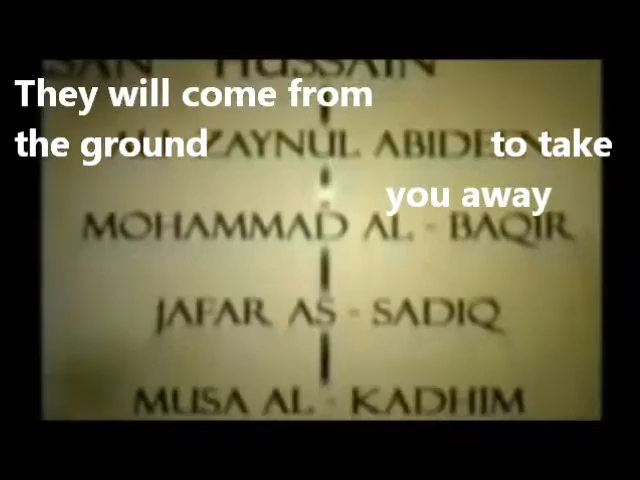 HUSSAIN
They will come from
the ground to take
ZAYNUL ABIDEEN
you away
MOHAMMAD AL - BAQIR
JAFAR AS - SADIQ
MUSA AL - KADHIM